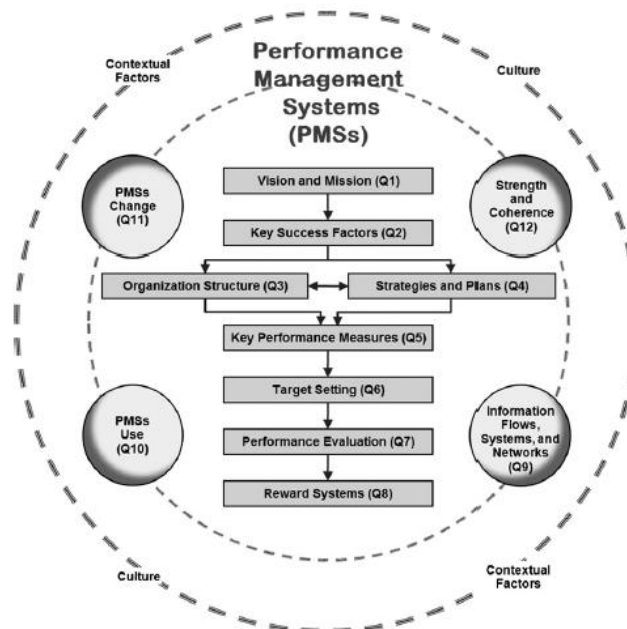 Performance
Management
Systems
(PMSs)
Contextual
Factors
Culture
PMSs
Change
(Q11)
Vision and Mission (Q1)
Strength
and
Coherence
(Q12)
Key Success Factors (Q2)
Organization Structure (Q3)
Strategies and Plans (Q4)
Key Performance Measures (Q5)
Target Setting (Q6)
PMSs
Use
(Q10)
Performance Evaluation (Q7)
Information
Flows,
Systems, and
Networks
(Q9)
Reward Systems (Q8)
Culture
Contextual
Factors